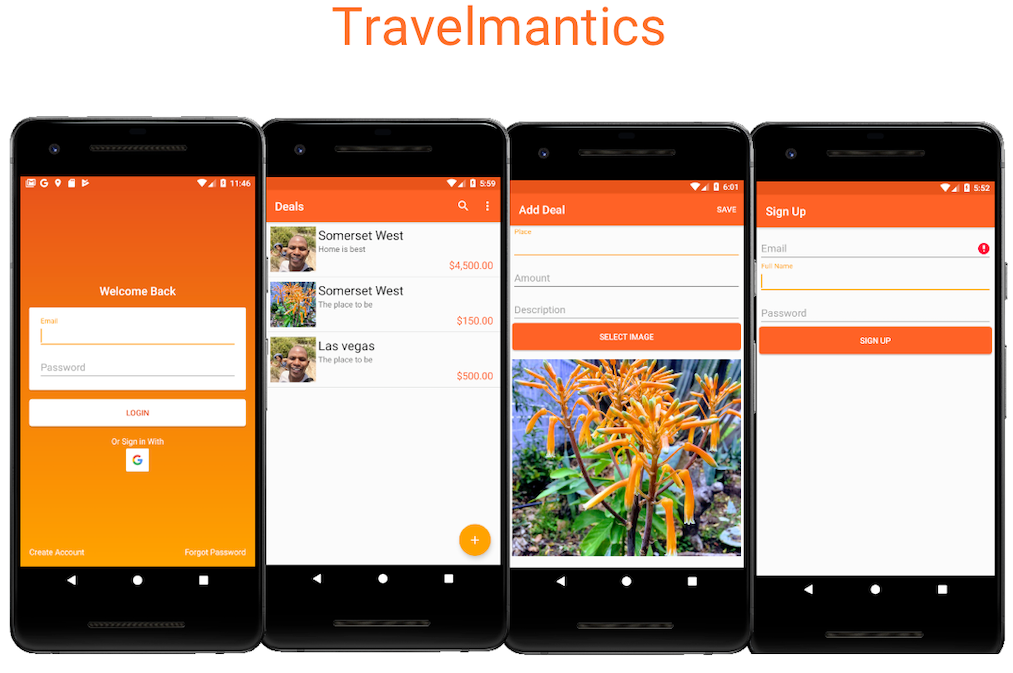 Travelmantics
11:46
Welcome Back
Email
Password
LOGIN
Or Sign In With
G
Create Account
Forgot Password
5:59
Deals
Somerset West
Home is best
$4,500.00
Somerset West
The place to be
$150.00
Las vegas
The place to be
$500.00
+
6:01
Add Deal
SAVE
Place
Amount
Description
SELECT IMAGE
5:52
Sign Up
Email
Full Name
Password
SIGN UP